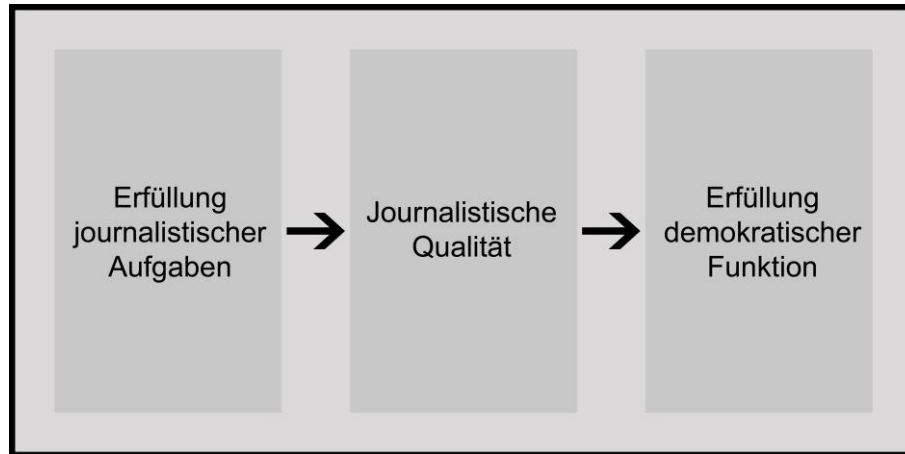 Erfüllung
journalistischer
Aufgaben
Journalistische
Qualität
Erfüllung
demokratischer
Funktion